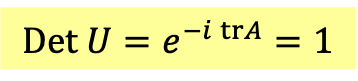 Det U = e^{-i trA} = 1